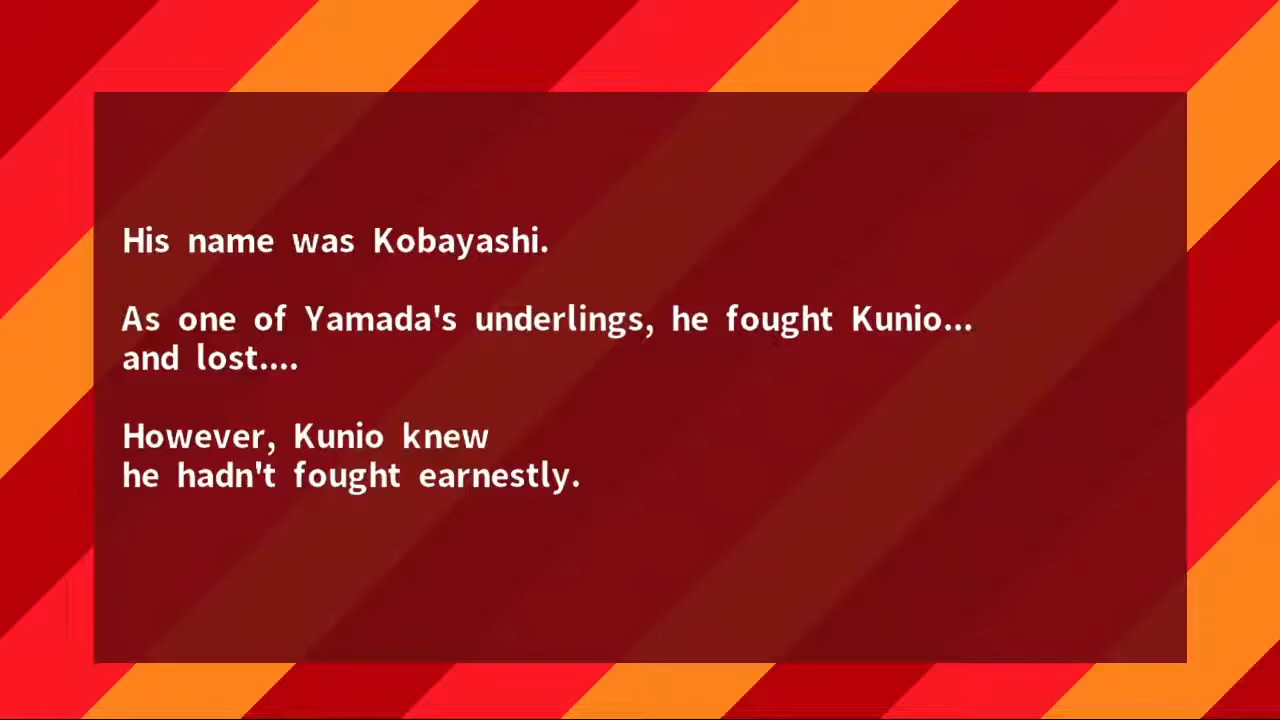 His name was Kobayashi.
As one of Yamada's underlings, he fought Kunio...
and lost....
However, Kunio knew
he hadn't fought earnestly.